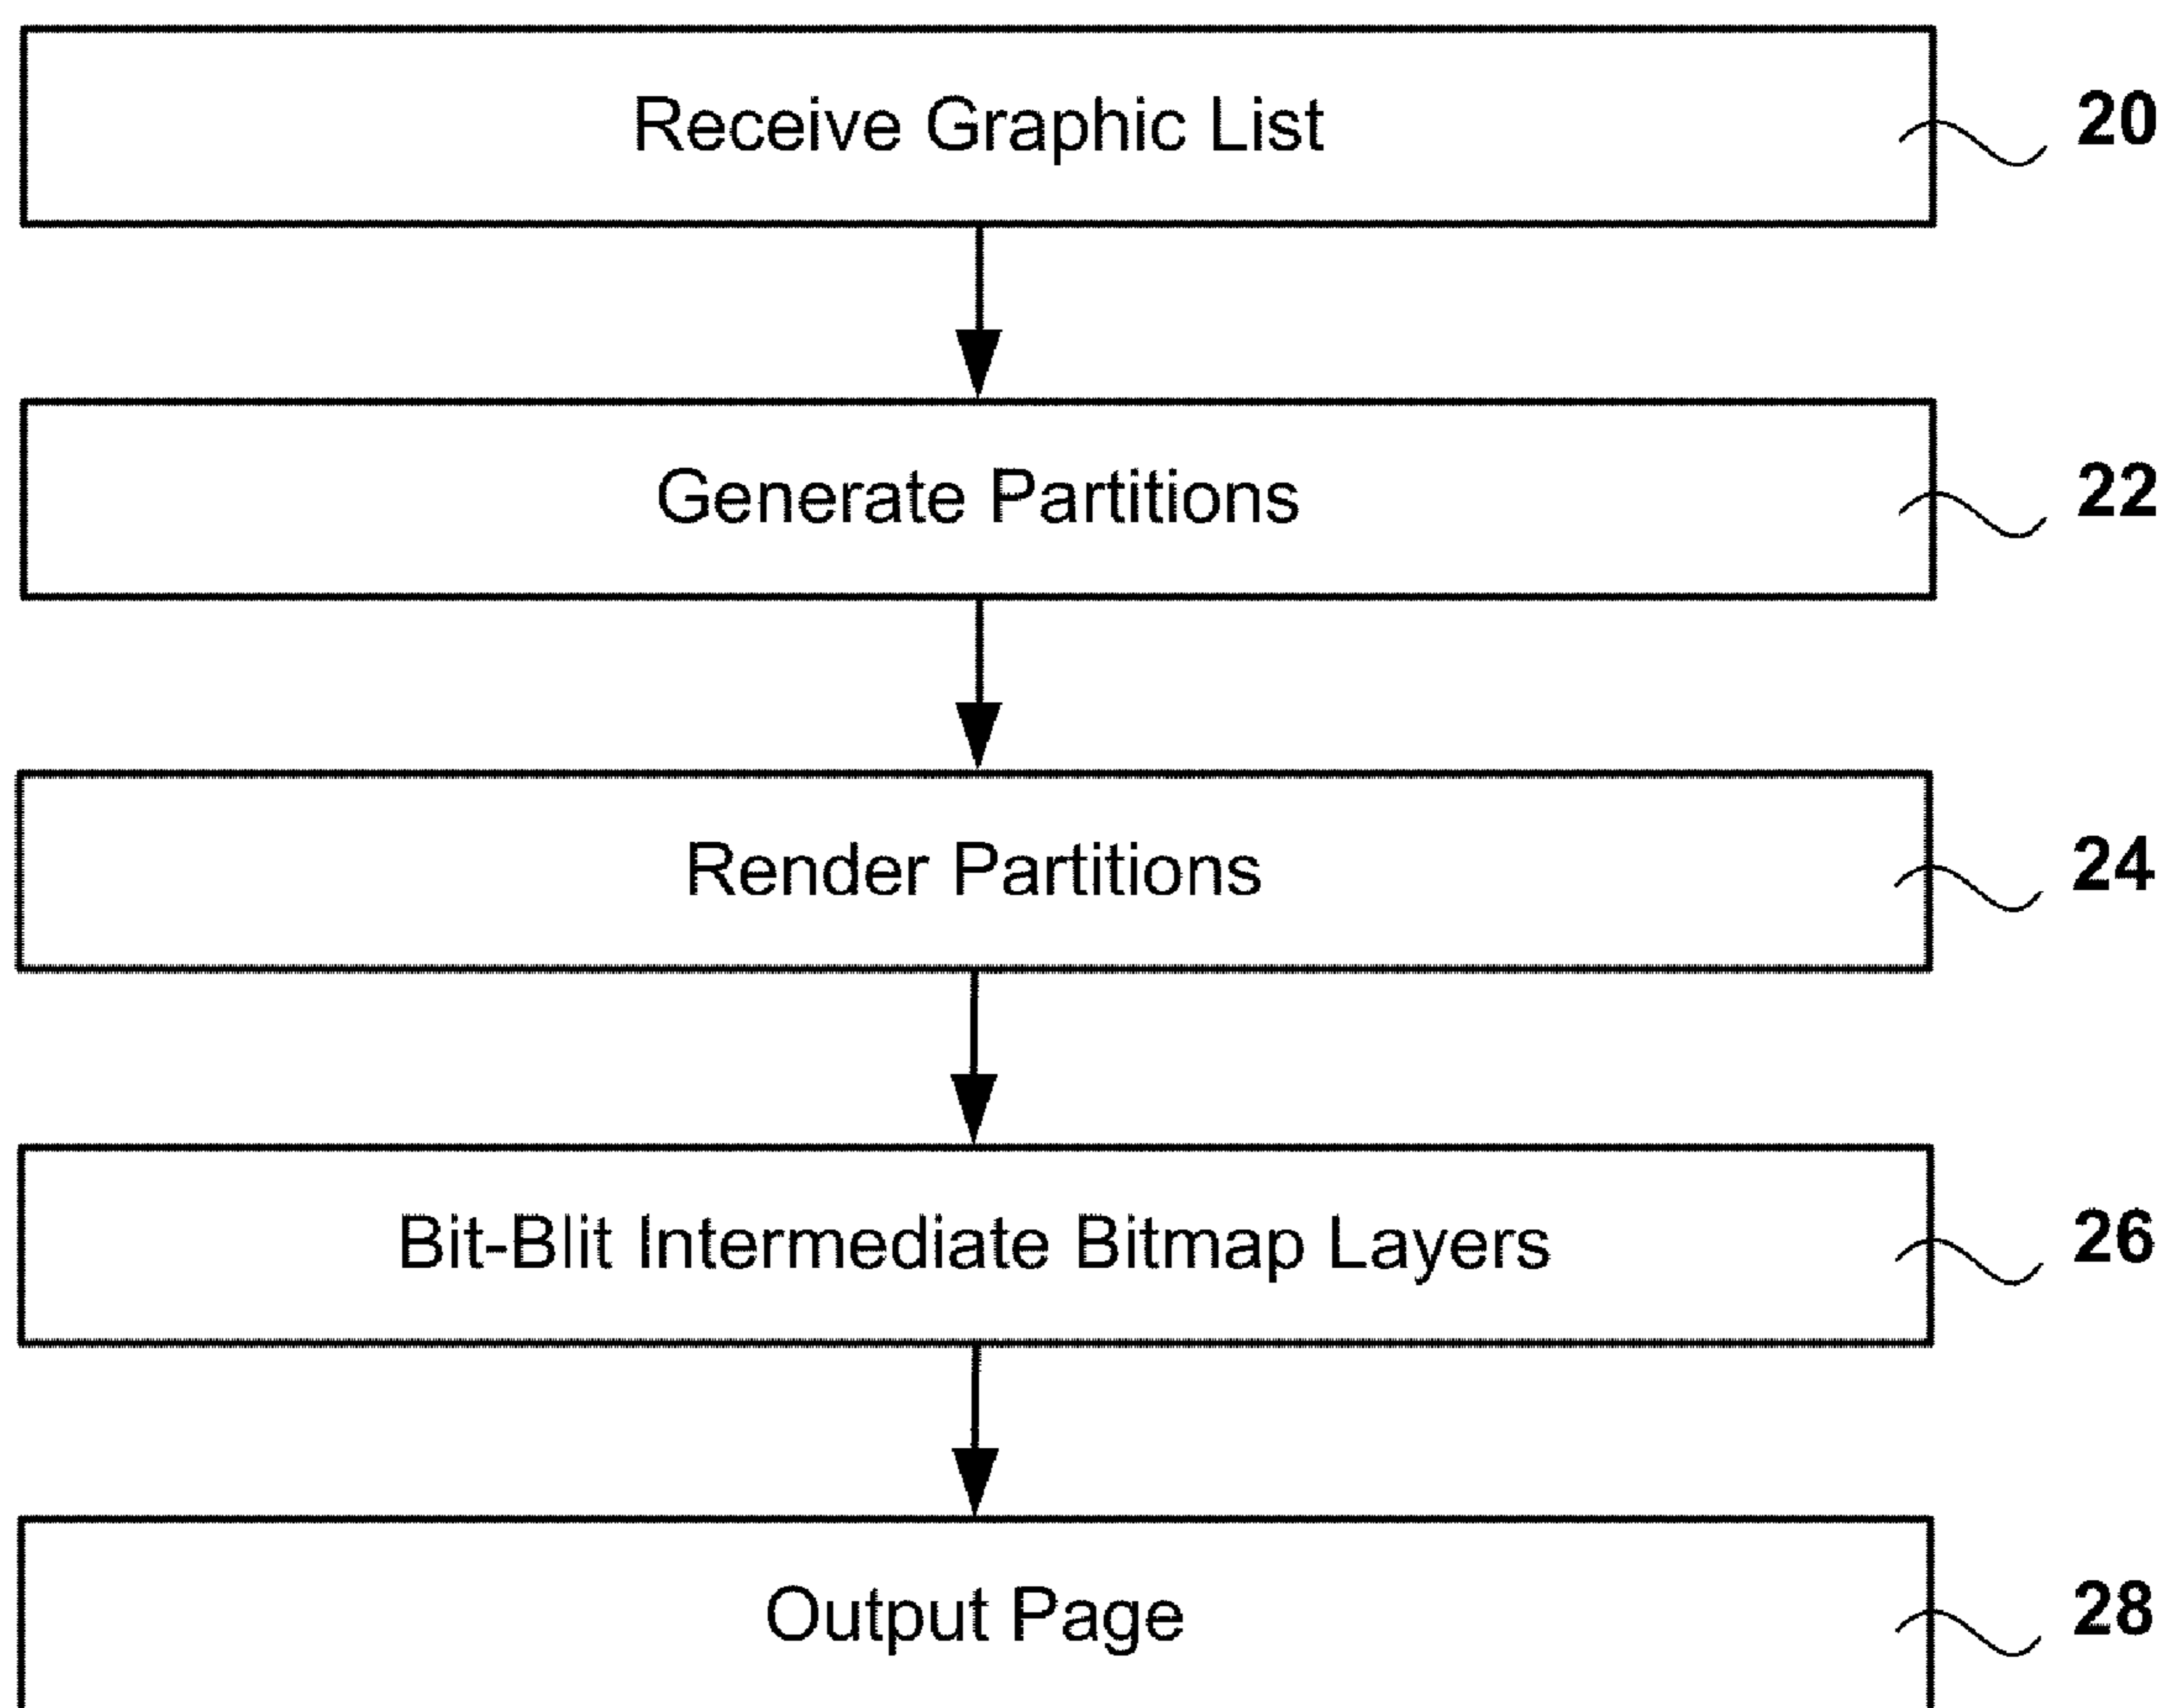 Receive Graphic List 20
Generate Partitions 22
Render Partitions 24
Bit-Blit Intermediate Bitmap Layers 26
Output Page 28